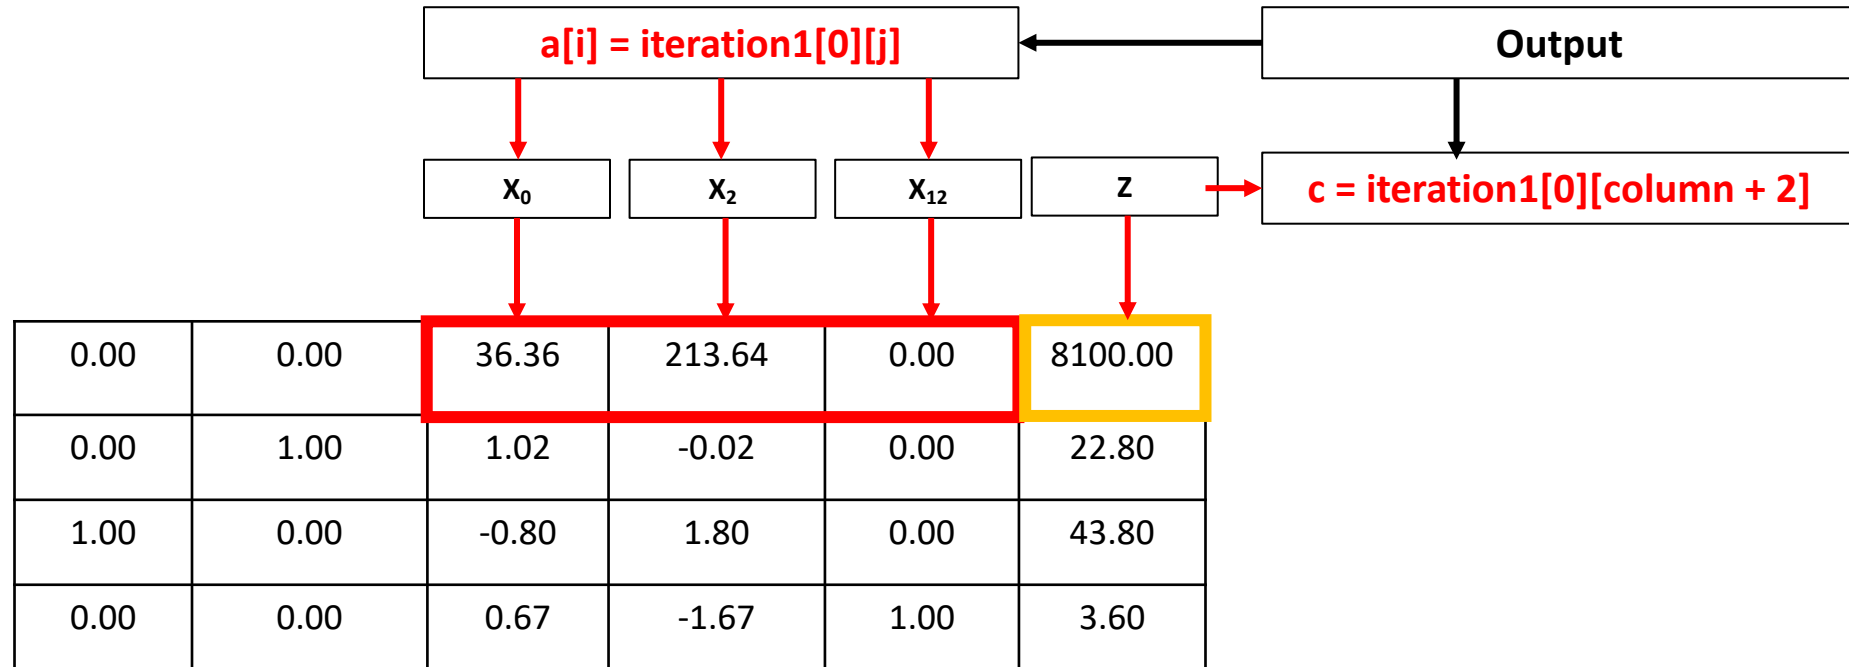 a[i] = iteration1[0][j]
Output
X₀
X₂
X₁₂
Z
c = iteration1[0][column + 2]
0.00 0.00 36.36 213.64 0.00 8100.00
0.00 1.00 1.02 -0.02 0.00 22.80
1.00 0.00 -0.80 1.80 0.00 43.80
0.00 0.00 0.67 -1.67 1.00 3.60